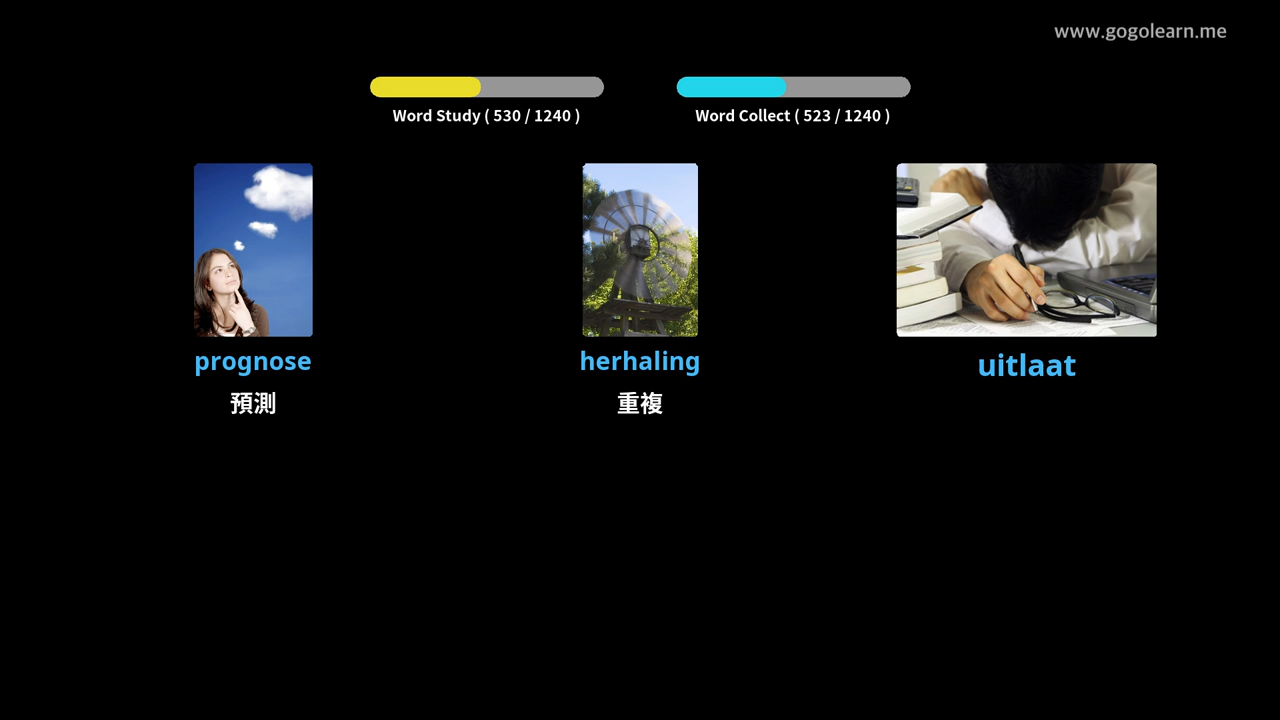 www.gogolearn.me
Word Study ( 530 / 1240 )
Word Collect ( 523 / 1240 )
prognose
herhaling
uitlaat
預測
重複